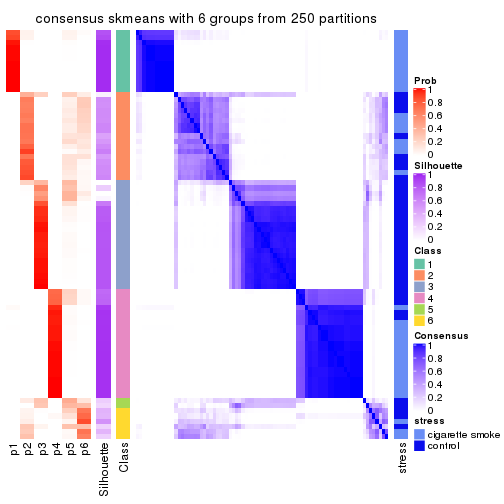 consensus skmeans with 6 groups from 250 partitions
Prob
1
0.8
0.6
0.4
0.2
0
Silhouette
1
0.8
0.6
0.4
0.2
0
Class
1
2
3
4
5
6
Consensus
1
0.8
0.6
0.4
0.2
0
stress
cigarette smoke
control
p1
p2
p3
p4
p5
p6
Silhouette
Class
stress